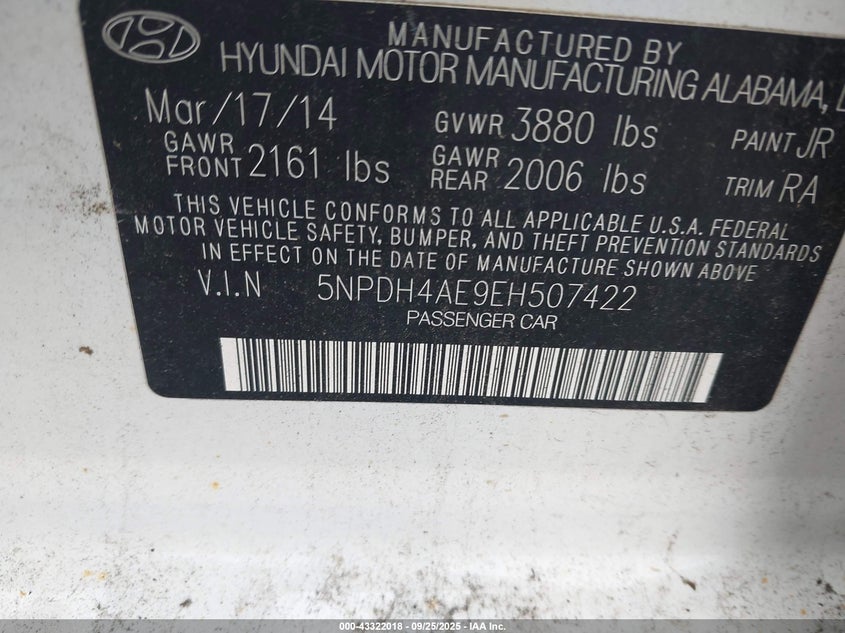 MANUFACTURED BY
HYUNDAI MOTOR MANUFACTURING ALABAMA,
Mar/17/14 GVWR 3880 lbs PAINT JR
GAWR FRONT 2161 lbs GAWR REAR 2006 lbs TRIM RA
THIS VEHICLE CONFORMS TO ALL APPLICABLE U.S.A. FEDERAL
MOTOR VEHICLE SAFETY, BUMPER, AND THEFT PREVENTION STANDARDS
IN EFFECT ON THE DATE OF MANUFACTURE SHOWN ABOVE
V.I.N 5NPDH4AE9EH507422
PASSENGER CAR
000-43322018 - 09/25/2025 - IAA Inc.